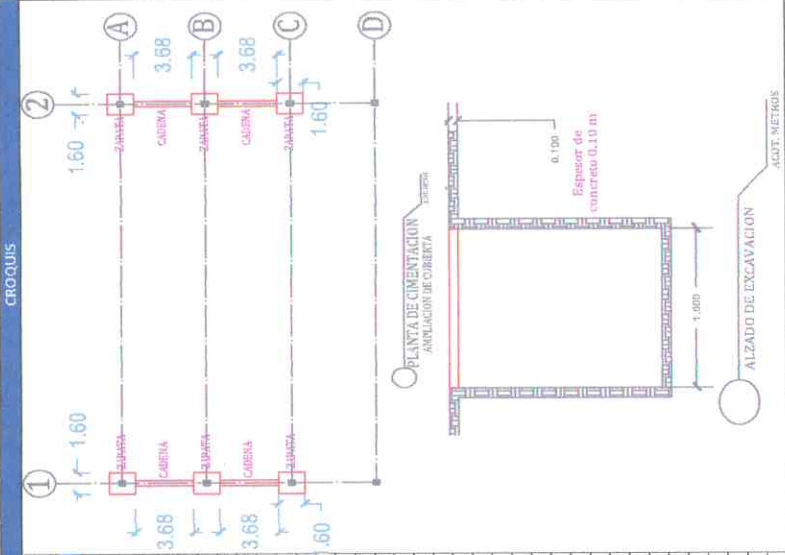 CROQUIS
1
1.60
ZAPATA
CADENA
ZAPATA
CADENA
ZAPATA
3.68
3.68
1.60
2
1.60
ZAPATA
CADENA
ZAPATA
CADENA
ZAPATA
3.68
3.68
1.60
A
B
C
D
PLANTA DE CIMENTACION
AMPLIACION DE CUBIERTA
0.100
Espesor de
concreto 0.10 m
1.000
ALZADO DE EXCAVACION
ACOT. METROS